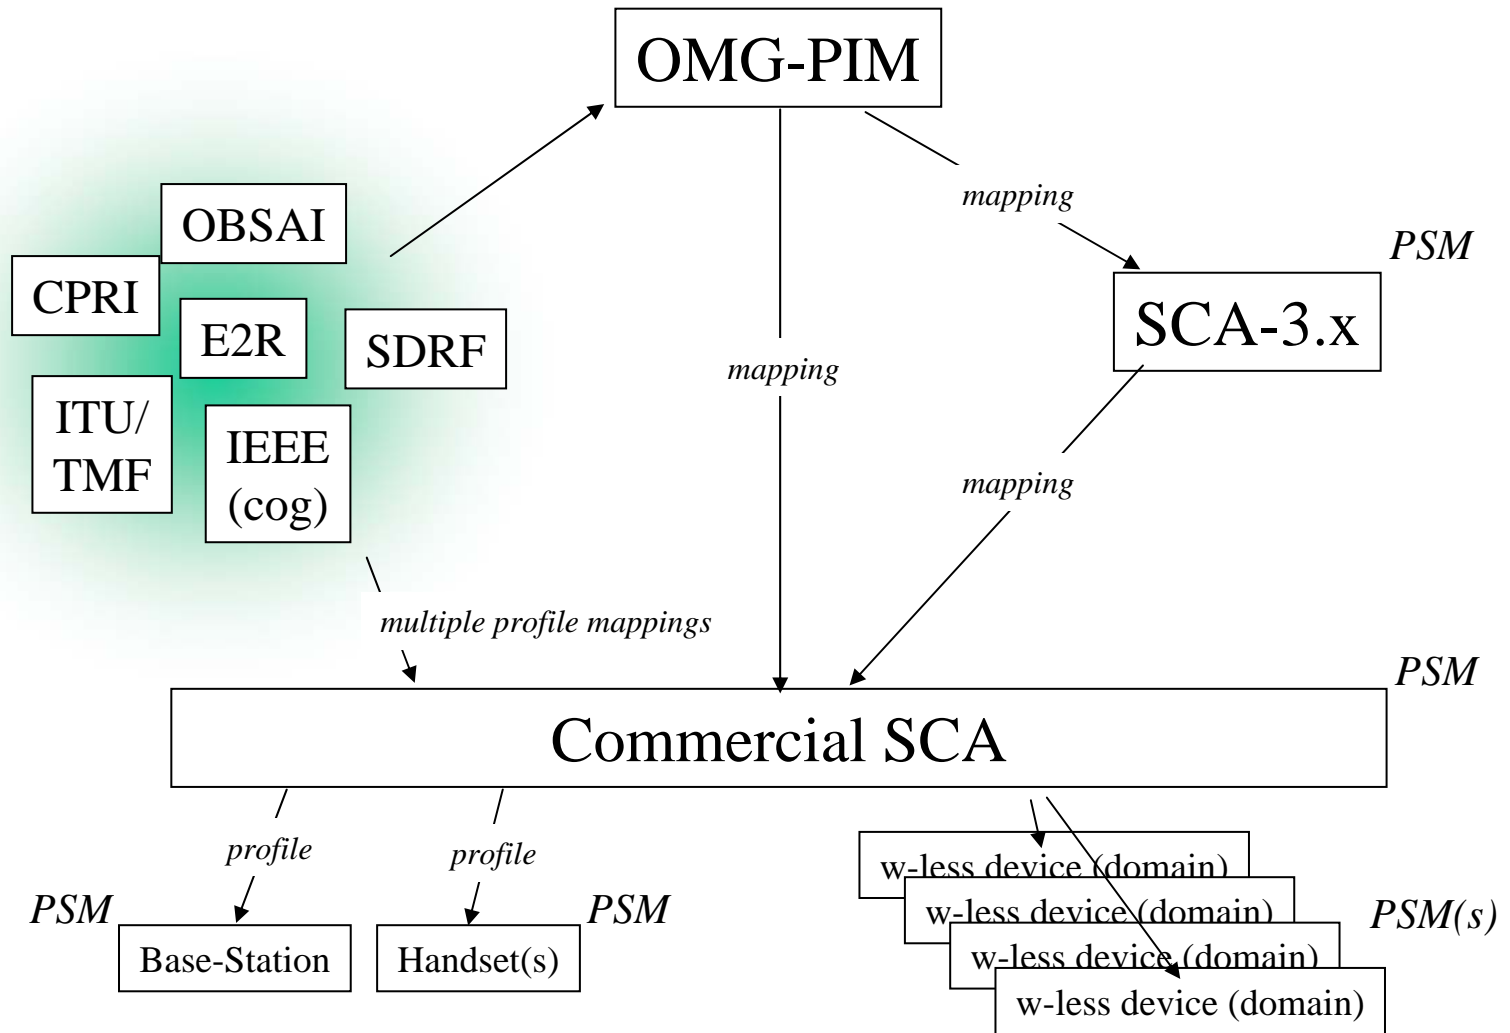 OMG-PIM
mapping
PSM
OBSAI
CPRI
E2R
SDRF
SCA-3.x
mapping
ITU/
TMF
IEEE
(cog)
mapping
multiple profile mappings
PSM
Commercial SCA
profile
profile
w-less device (domain)
w-less device (domain)
w-less device (domain)
w-less device (domain)
PSM
PSM
PSM(s)
Base-Station
Handset(s)